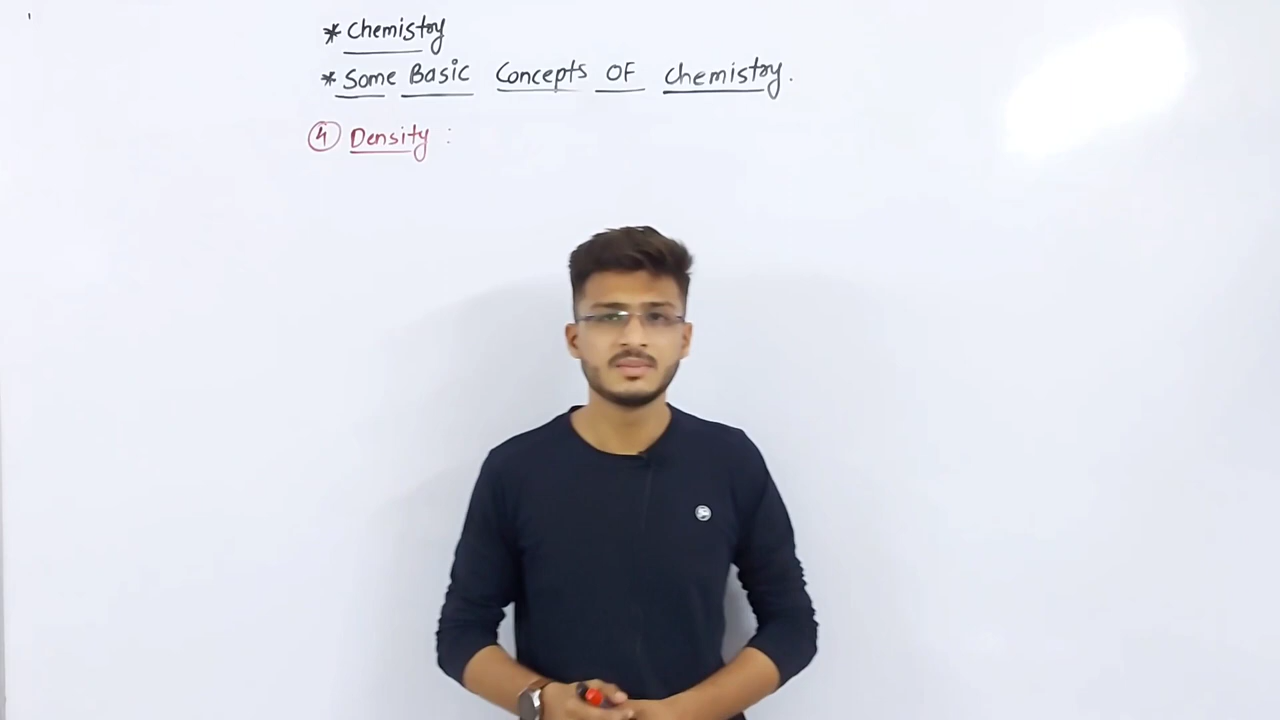 * Chemistry
* Some Basic Concepts OF Chemistry.
④ Density :